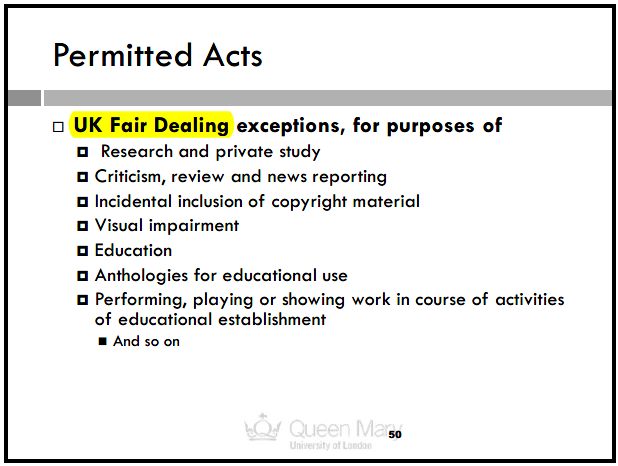 Permitted Acts
UK Fair Dealing exceptions, for purposes of
Research and private study
Criticism, review and news reporting
Incidental inclusion of copyright material
Visual impairment
Education
Anthologies for educational use
Performing, playing or showing work in course of activities
of educational establishment
And so on
Queen Mary
University of London
50